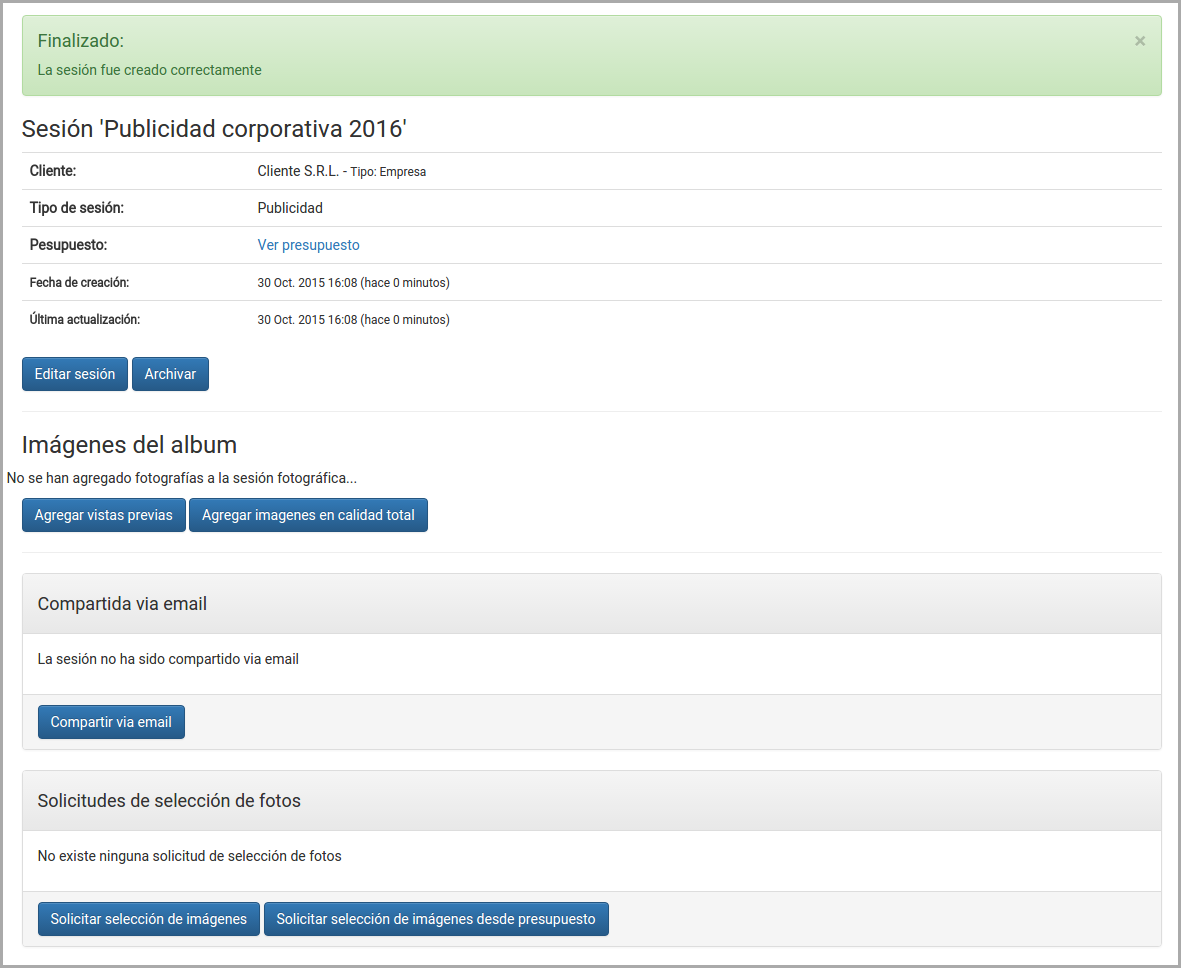 Finalizado:
×
La sesión fue creado correctamente
Sesión 'Publicidad corporativa 2016'
Cliente: Cliente S.R.L. - Tipo: Empresa
Tipo de sesión: Publicidad
Pesupuesto: Ver presupuesto
Fecha de creación: 30 Oct. 2015 16:08 (hace 0 minutos)
Última actualización: 30 Oct. 2015 16:08 (hace 0 minutos)
Editar sesión Archivar
Imágenes del album
No se han agregado fotografías a la sesión fotográfica...
Agregar vistas previas Agregar imagenes en calidad total
Compartida via email
La sesión no ha sido compartido via email
Compartir via email
Solicitudes de selección de fotos
No existe ninguna solicitud de selección de fotos
Solicitar selección de imágenes Solicitar selección de imágenes desde presupuesto